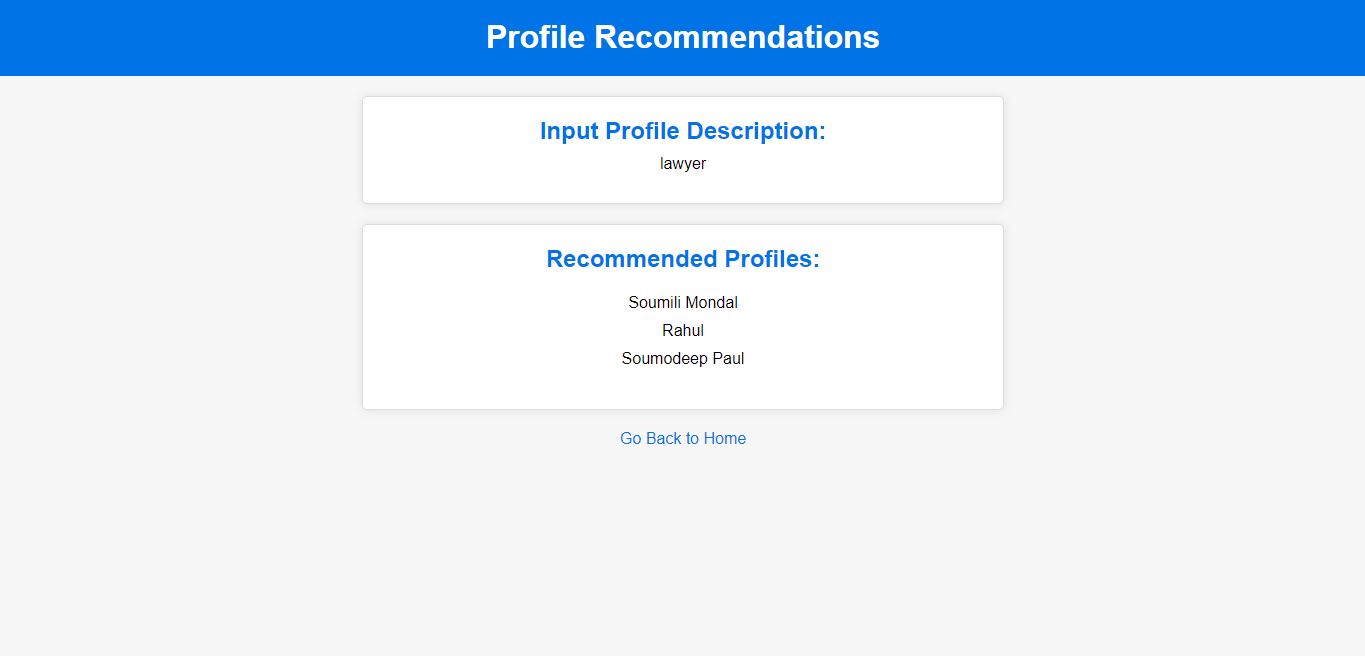 Profile Recommendations
Input Profile Description:
lawyer
Recommended Profiles:
Soumili Mondal
Rahul
Soumodeep Paul
Go Back to Home